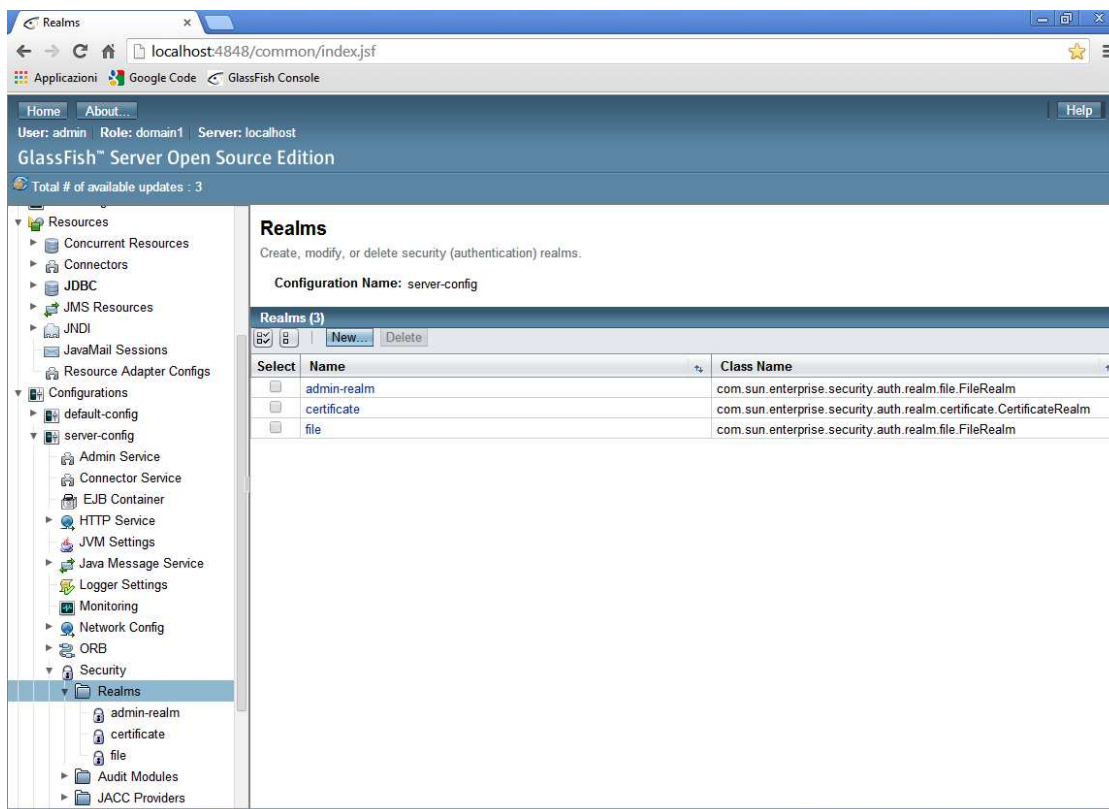 Realms
localhost:4848/common/index.jsf
Applicazioni Google Code GlassFish Console
Home About... Help
User: admin Role: domain1 Server: localhost
GlassFish™ Server Open Source Edition
Total # of available updates : 3
Resources
Concurrent Resources
Connectors
JDBC
JMS Resources
JNDI
JavaMail Sessions
Resource Adapter Configs
Configurations
default-config
server-config
Admin Service
Connector Service
EJB Container
HTTP Service
JVM Settings
Java Message Service
Logger Settings
Monitoring
Network Config
ORB
Security
Realms
admin-realm
certificate
file
Audit Modules
JACC Providers
Realms
Create, modify, or delete security (authentication) realms.
Configuration Name: server-config
Realms (3)
New... Delete
Select Name Class Name
admin-realm com.sun.enterprise.security.auth.realm.file.FileRealm
certificate com.sun.enterprise.security.auth.realm.certificate.CertificateRealm
file com.sun.enterprise.security.auth.realm.file.FileRealm